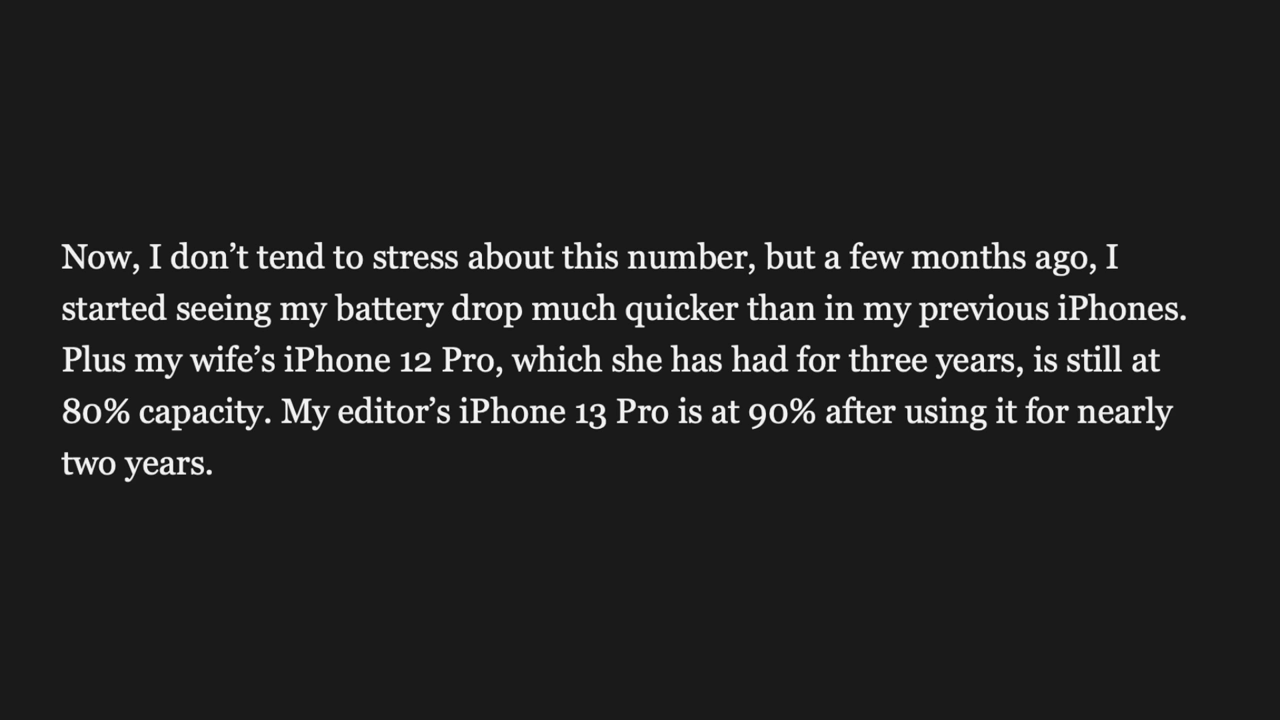 Now, I don’t tend to stress about this number, but a few months ago, I
started seeing my battery drop much quicker than in my previous iPhones.
Plus my wife’s iPhone 12 Pro, which she has had for three years, is still at
80% capacity. My editor’s iPhone 13 Pro is at 90% after using it for nearly
two years.